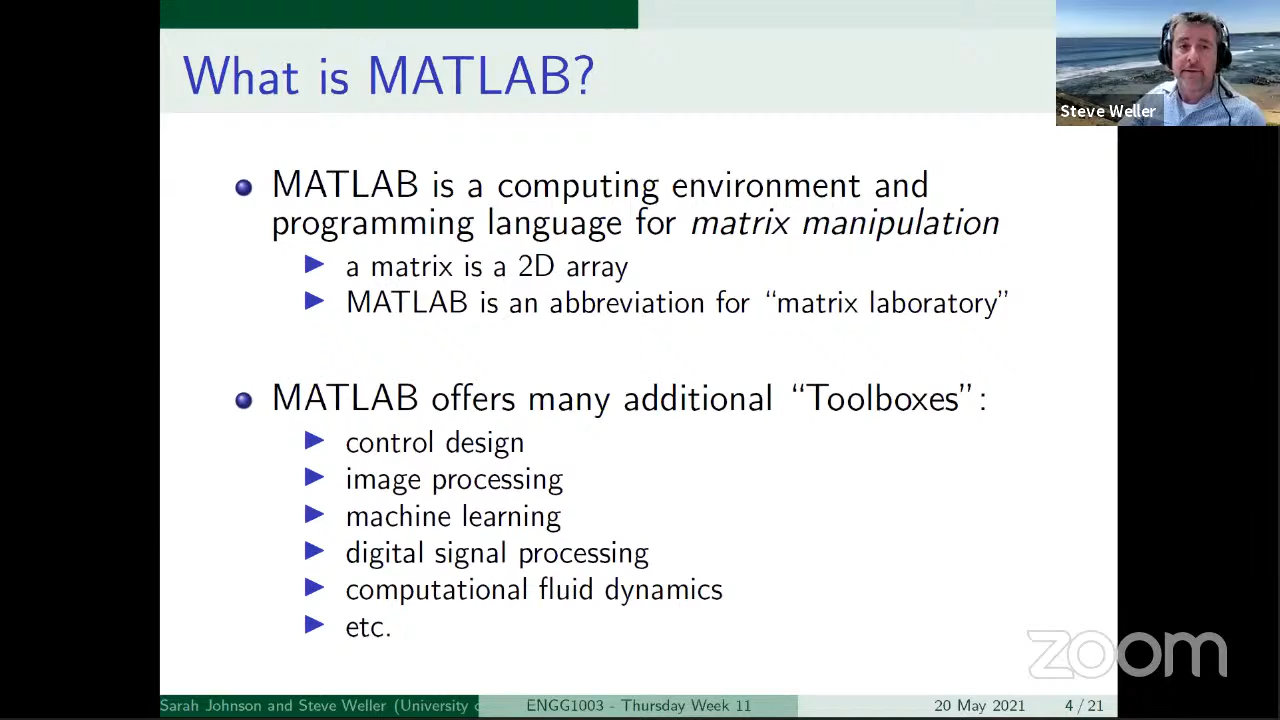 What is MATLAB?
Steve Weller
MATLAB is a computing environment and
programming language for matrix manipulation
a matrix is a 2D array
MATLAB is an abbreviation for “matrix laboratory”
MATLAB offers many additional “Toolboxes”:
control design
image processing
machine learning
digital signal processing
computational fluid dynamics
etc.
zoom
Sarah Johnson and Steve Weller (University
ENGG1003 - Thursday Week 11
20 May 2021
4 / 21